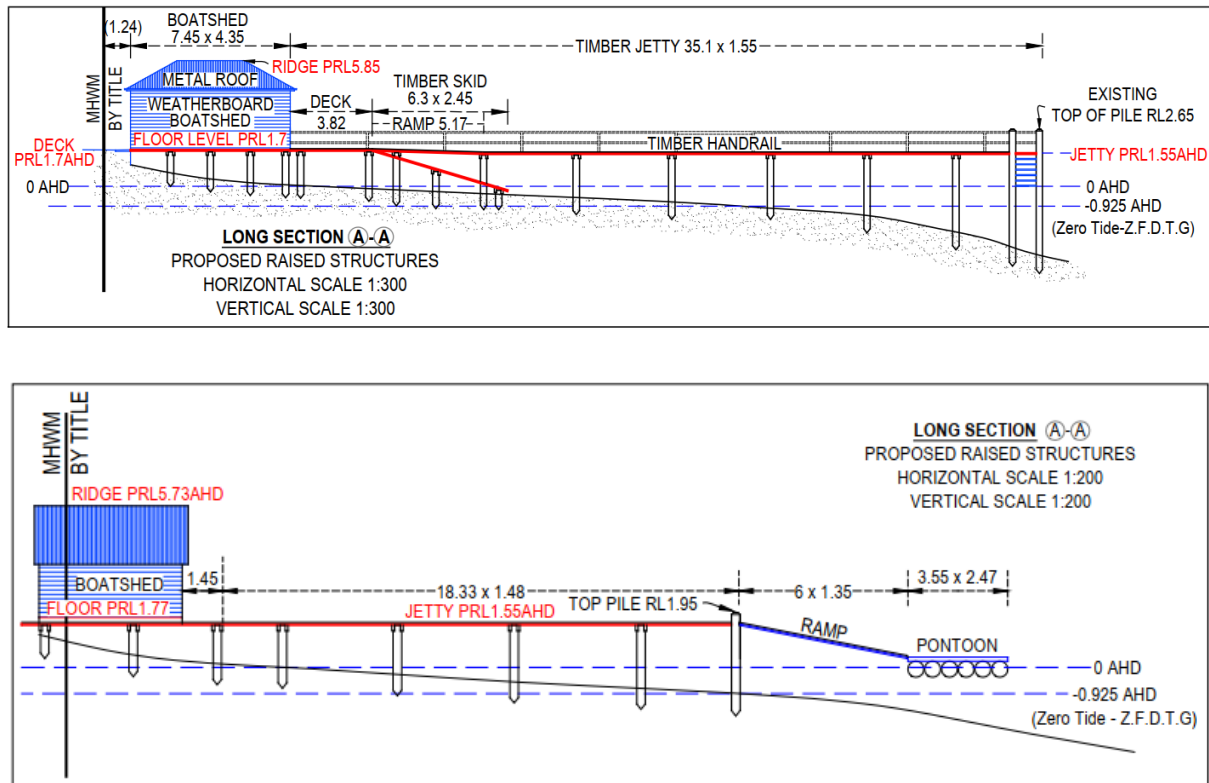 (1.24)
BOATSHED
7.45 x 4.35
TIMBER JETTY 35.1 x 1.55
RIDGE PRL5.85
METAL ROOF
MHWM
BY TITLE
WEATHERBOARD
BOATSHED
FLOOR LEVEL PRL1.7
DECK
3.82
TIMBER SKID
6.3 x 2.45
RAMP 5.17
TIMBER HANDRAIL
EXISTING
TOP OF PILE RL2.65
DECK
PRL1.7AHD
JETTY PRL1.55AHD
0 AHD
0 AHD
-0.925 AHD
(Zero Tide-Z.F.D.T.G)
LONG SECTION A-A
PROPOSED RAISED STRUCTURES
HORIZONTAL SCALE 1:300
VERTICAL SCALE 1:300
MHWM
BY TITLE
LONG SECTION A-A
PROPOSED RAISED STRUCTURES
HORIZONTAL SCALE 1:200
VERTICAL SCALE 1:200
RIDGE PRL5.73AHD
BOATSHED
FLOOR PRL1.77
1.45
18.33 x 1.48
JETTY PRL1.55AHD
TOP PILE RL1.95
6 x 1.35
3.55 x 2.47
RAMP
PONTOON
0 AHD
-0.925 AHD
(Zero Tide - Z.F.D.T.G)